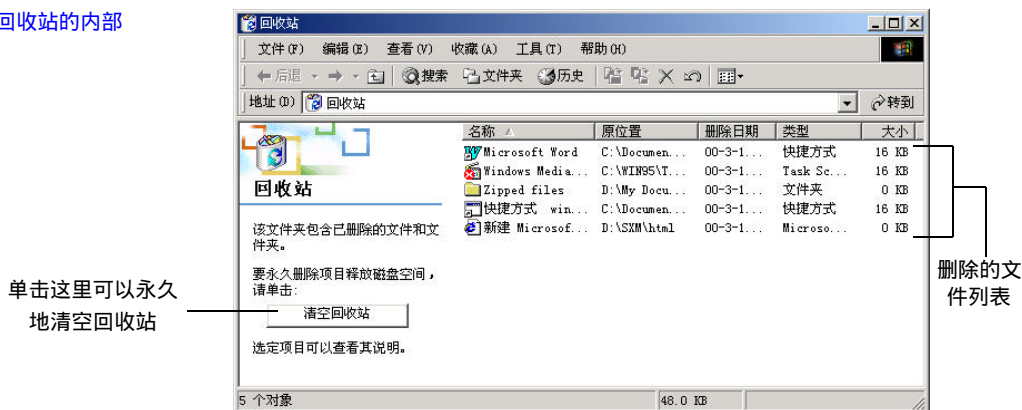 回收站的内部
回收站
文件(F) 编辑(E) 查看(V) 收藏(A) 工具(T) 帮助(H)
后退 搜索 文件夹 历史
地址(D) 回收站 转到
名称 原位置 删除日期 类型 大小
Microsoft Word C:\Documen... 00-3-1... 快捷方式 16 KB
Windows Media... C:\WIN95\T... 00-3-1... Task Sc... 16 KB
Zipped files D:\My Docu... 00-3-1... 文件夹 0 KB
快捷方式 win... C:\Documen... 00-3-1... 快捷方式 16 KB
新建 Microsof... D:\SXM\html 00-3-1... Microso... 0 KB
回收站
该文件夹包含已删除的文件和文
件夹。
要永久删除项目释放磁盘空间，
请单击:
清空回收站
选定项目可以查看其说明。
单击这里可以永久
地清空回收站
删除的文
件列表
5 个对象 48.0 KB